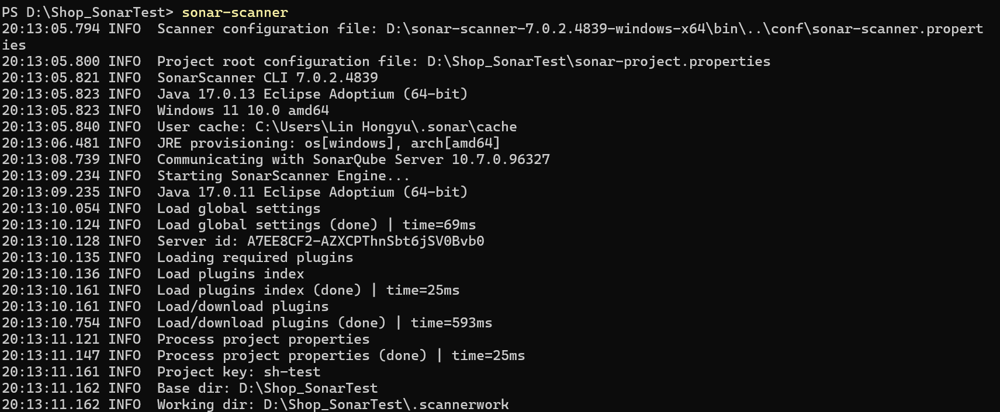 PS D:\Shop_SonarTest> sonar-scanner
20:13:05.794 INFO  Scanner configuration file: D:\sonar-scanner-7.0.2.4839-windows-x64\bin\..\conf\sonar-scanner.propert
ies
20:13:05.800 INFO  Project root configuration file: D:\Shop_SonarTest\sonar-project.properties
20:13:05.821 INFO  SonarScanner CLI 7.0.2.4839
20:13:05.823 INFO  Java 17.0.13 Eclipse Adoptium (64-bit)
20:13:05.823 INFO  Windows 11 10.0 amd64
20:13:05.840 INFO  User cache: C:\Users\Lin Hongyu\.sonar\cache
20:13:06.481 INFO  JRE provisioning: os[windows], arch[amd64]
20:13:08.739 INFO  Communicating with SonarQube Server 10.7.0.96327
20:13:09.234 INFO  Starting SonarScanner Engine...
20:13:09.235 INFO  Java 17.0.11 Eclipse Adoptium (64-bit)
20:13:10.054 INFO  Load global settings
20:13:10.124 INFO  Load global settings (done) | time=69ms
20:13:10.128 INFO  Server id: A7EE8CF2-AZXCPThnSbt6jSV0Bvb0
20:13:10.135 INFO  Loading required plugins
20:13:10.136 INFO  Load plugins index
20:13:10.161 INFO  Load plugins index (done) | time=25ms
20:13:10.161 INFO  Load/download plugins
20:13:10.754 INFO  Load/download plugins (done) | time=593ms
20:13:11.121 INFO  Process project properties
20:13:11.147 INFO  Process project properties (done) | time=25ms
20:13:11.161 INFO  Project key: sh-test
20:13:11.162 INFO  Base dir: D:\Shop_SonarTest
20:13:11.162 INFO  Working dir: D:\Shop_SonarTest\.scannerwork